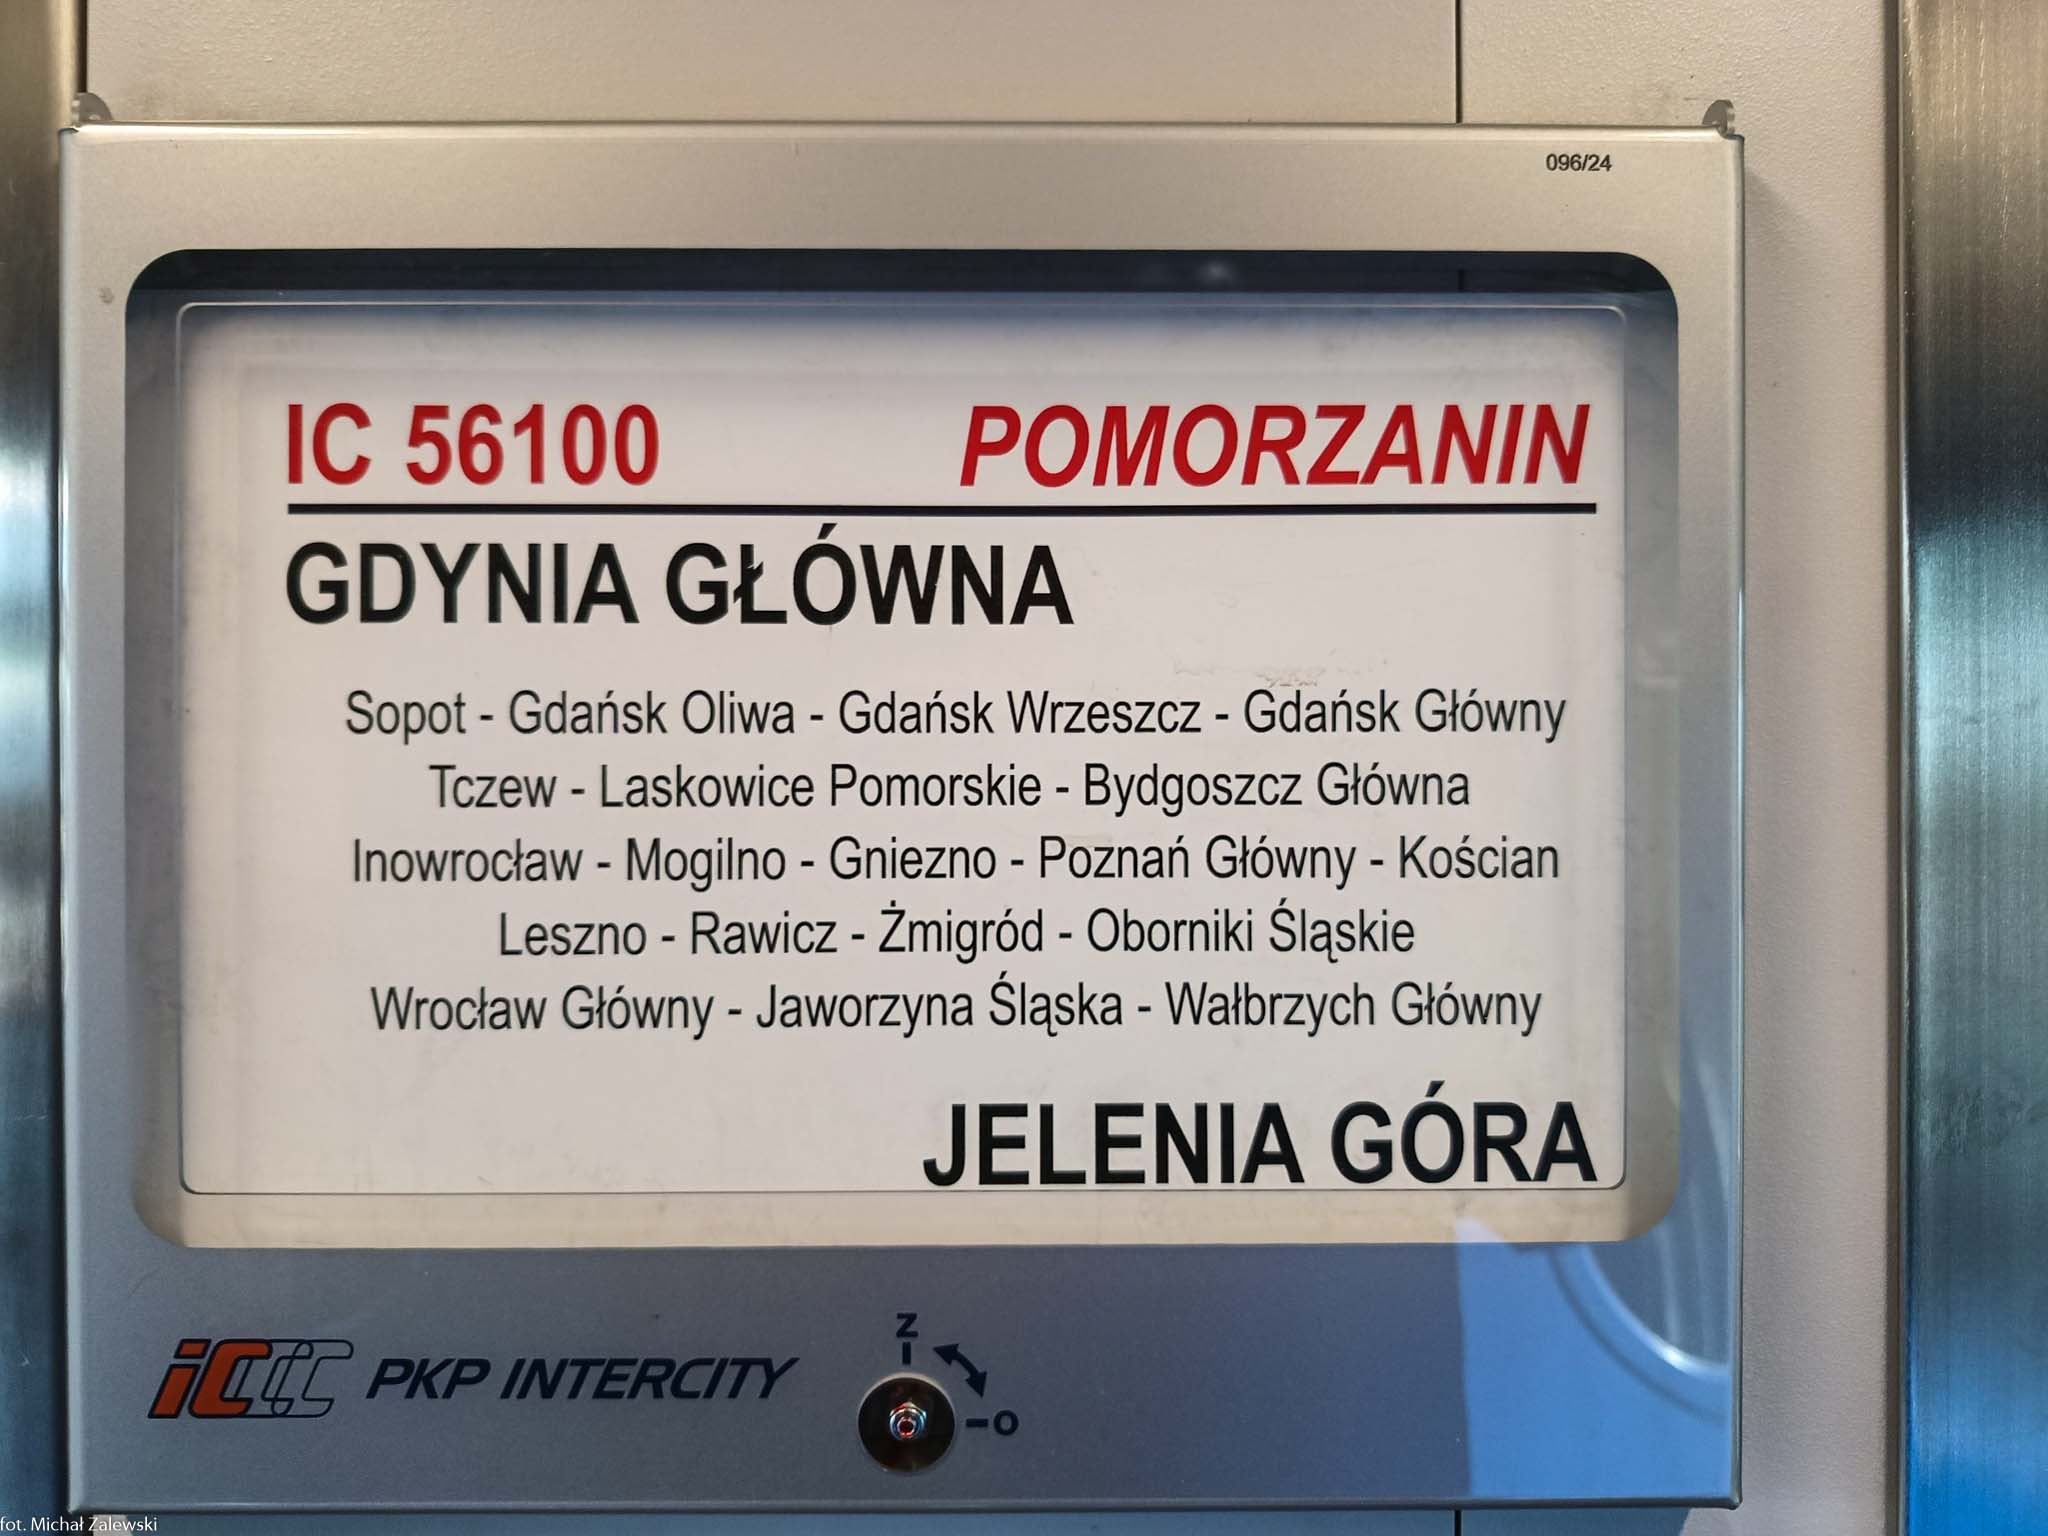 096/24
IC 56100 POMORZANIN
GDYNIA GŁÓWNA
Sopot - Gdańsk Oliwa - Gdańsk Wrzeszcz - Gdańsk Główny
Tczew - Laskowice Pomorskie - Bydgoszcz Główna
Inowrocław - Mogilno - Gniezno - Poznań Główny - Kościan
Leszno - Rawicz - Żmigród - Oborniki Śląskie
Wrocław Główny - Jaworzyna Śląska - Wałbrzych Główny
JELENIA GÓRA
ic PKP INTERCITY
Z
O
fot. Michał Zalewski